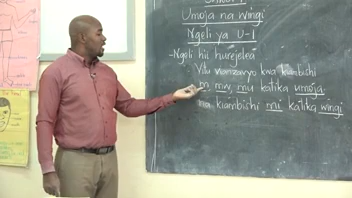 Umoja na wingi
Ngeli ya U-I
-Ngeli hii hurejelea
Vitu vianzavyo kwa kiambishi
m, mw, mu katika umoja.
na kiambishi mi katika wingi